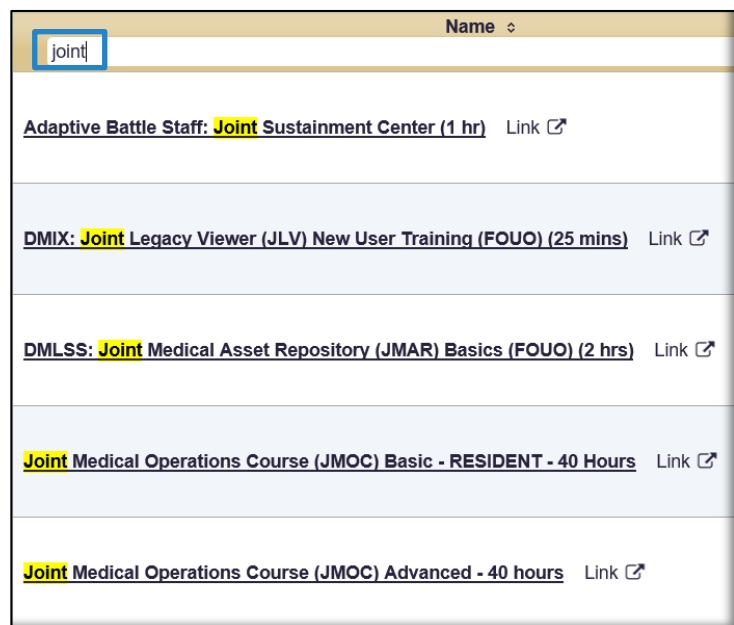 Name
joint
Adaptive Battle Staff: Joint Sustainment Center (1 hr) Link
DMIX: Joint Legacy Viewer (JLV) New User Training (FOUO) (25 mins) Link
DMLSS: Joint Medical Asset Repository (JMAR) Basics (FOUO) (2 hrs) Link
Joint Medical Operations Course (JMOC) Basic - RESIDENT - 40 Hours Link
Joint Medical Operations Course (JMOC) Advanced - 40 hours Link